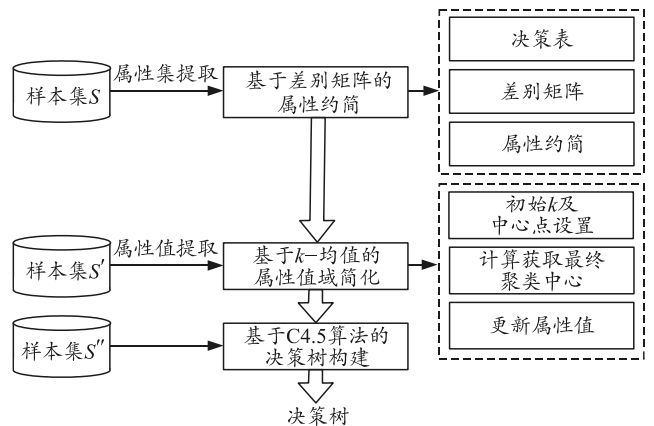 样本集S
属性集提取
基于差别矩阵的
属性约简
决策表
差别矩阵
属性约简
样本集S′
属性值提取
基于k-均值的
属性值域简化
初始k及
中心点设置
计算获取最终
聚类中心
更新属性值
样本集S″
基于C4.5算法的
决策树构建
决策树